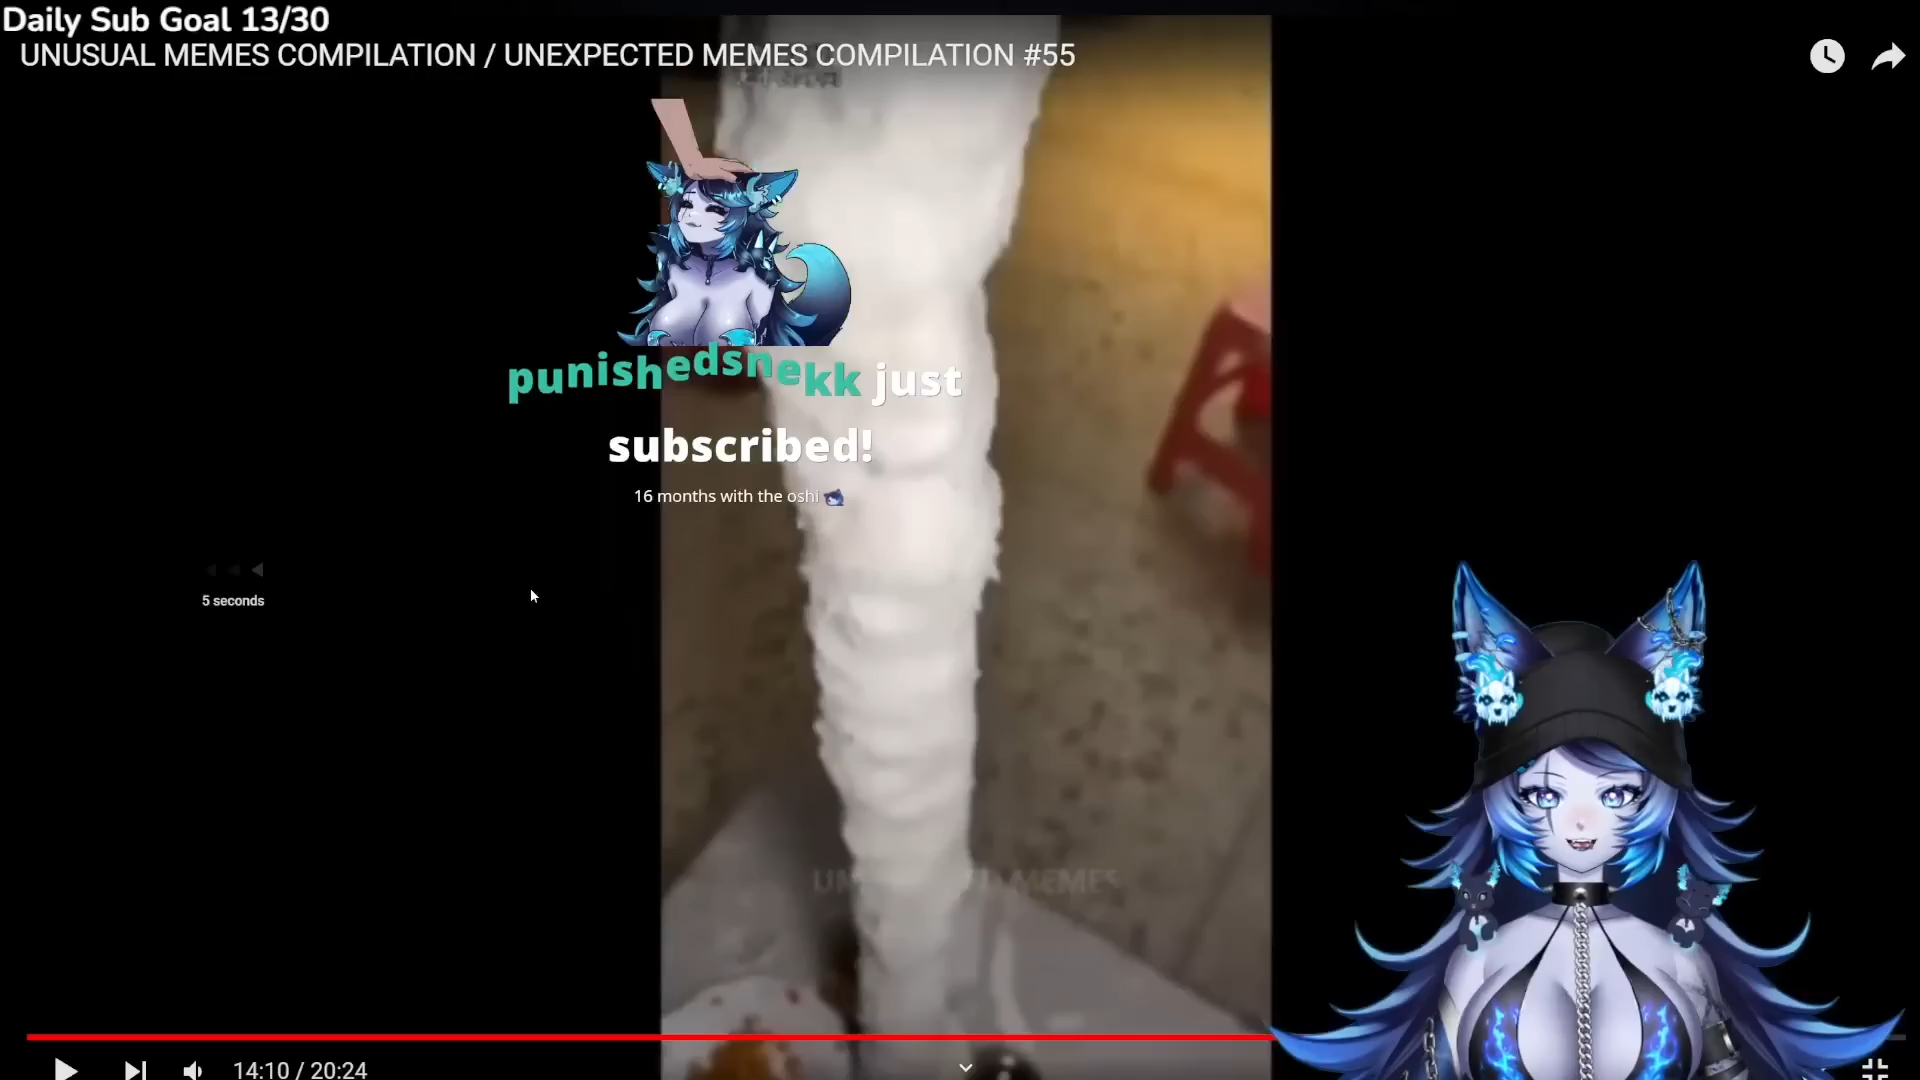 Daily Sub Goal 13/30
UNUSUAL MEMES COMPILATION / UNEXPECTED MEMES COMPILATION #55
punishedsnekk just
subscribed!
16 months with the oshi
5 seconds
MEMES
14:10 / 20:24